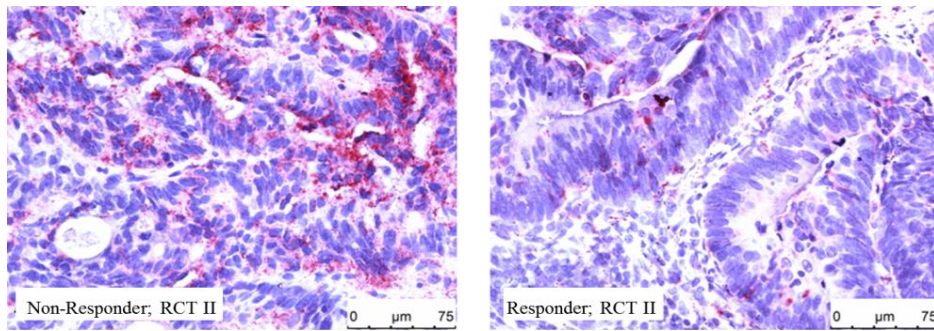 Non-Responder; RCT II
0 µm 75
Responder; RCT II
0 µm 75